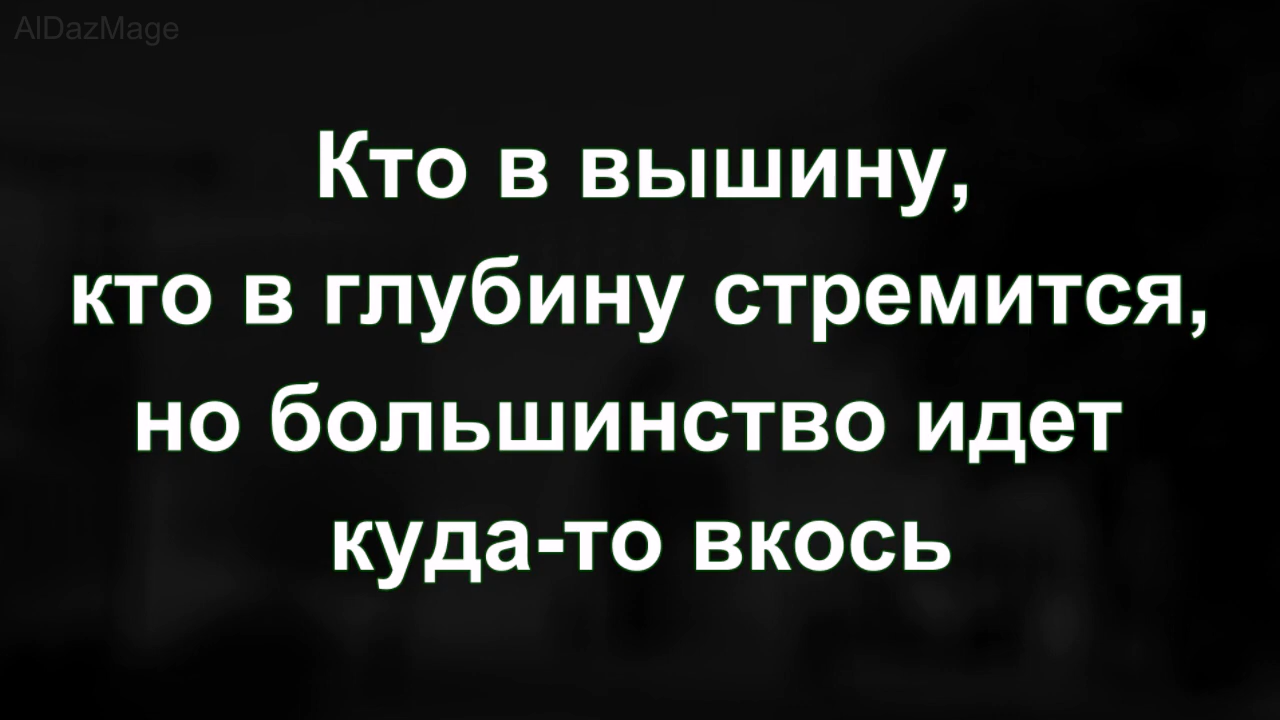 AlDazMage
Кто в вышину,
кто в глубину стремится,
но большинство идет
куда-то вкось